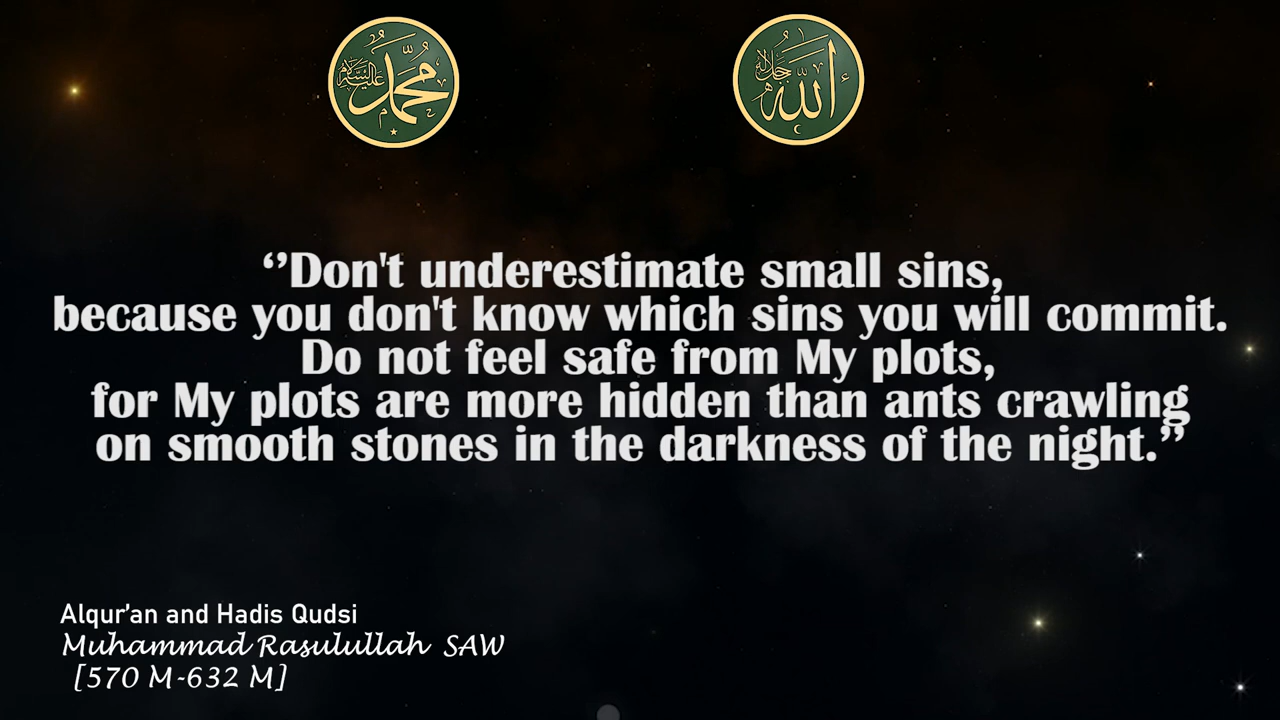 محمد عليه السلام
الله جل جلاله
‘’Don't underestimate small sins,
because you don't know which sins you will commit.
Do not feel safe from My plots,
for My plots are more hidden than ants crawling
on smooth stones in the darkness of the night.’’
Alqur’an and Hadis Qudsi
Muhammad Rasulullah SAW
[570 M-632 M]